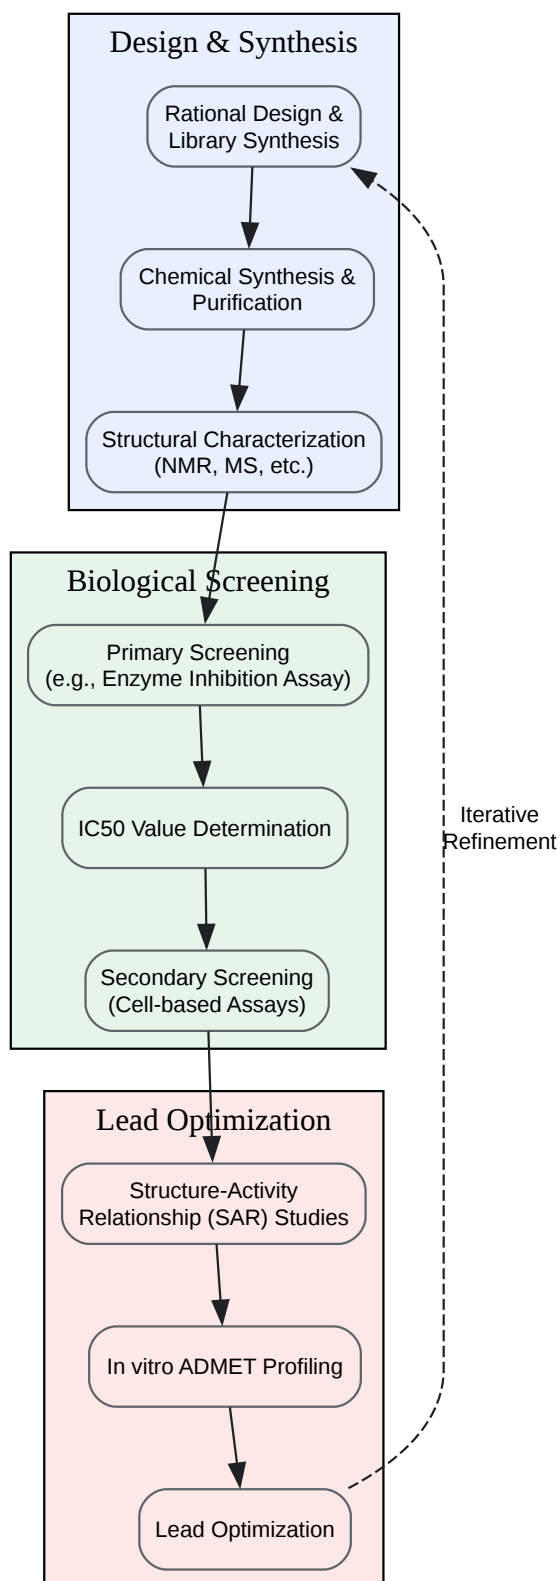 Design & Synthesis
Rational Design &
Library Synthesis
Chemical Synthesis &
Purification
Structural Characterization
(NMR, MS, etc.)
Biological Screening
Primary Screening
(e.g., Enzyme Inhibition Assay)
IC50 Value Determination
Iterative
Refinement
Secondary Screening
(Cell-based Assays)
Lead Optimization
Structure-Activity
Relationship (SAR) Studies
In vitro ADMET Profiling
Lead Optimization